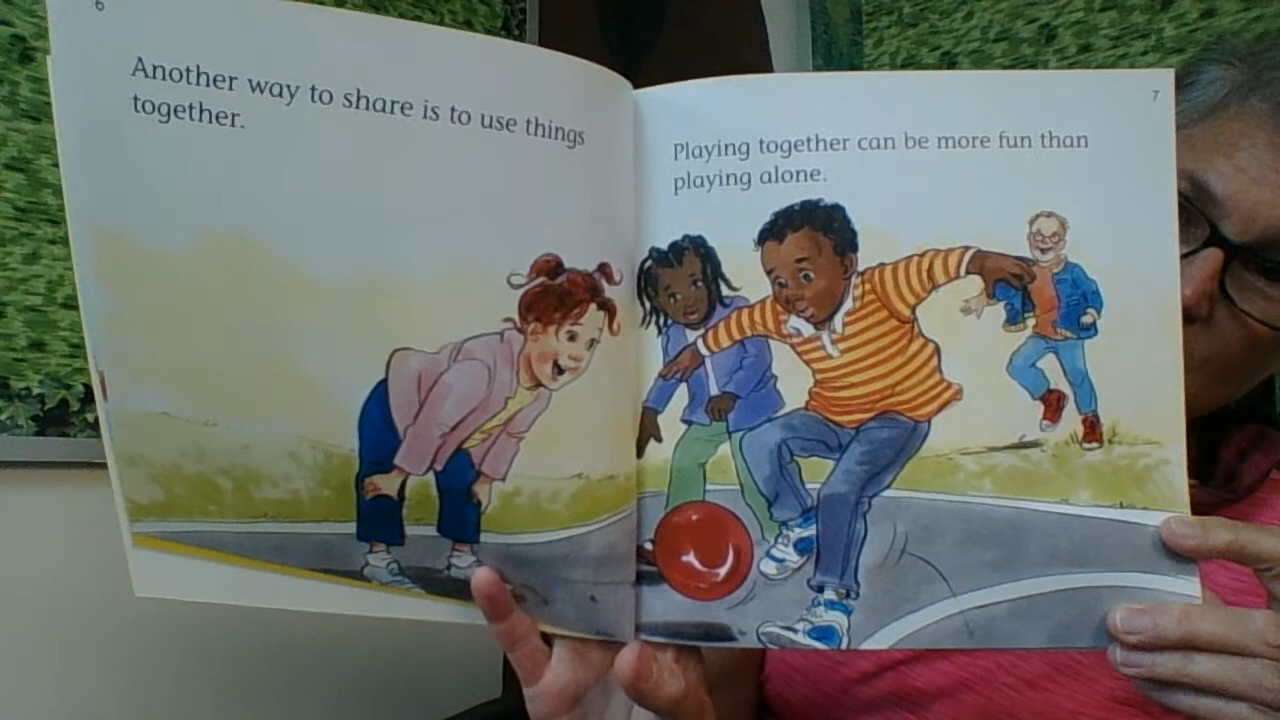 6
Another way to share is to use things
together.
7
Playing together can be more fun than
playing alone.